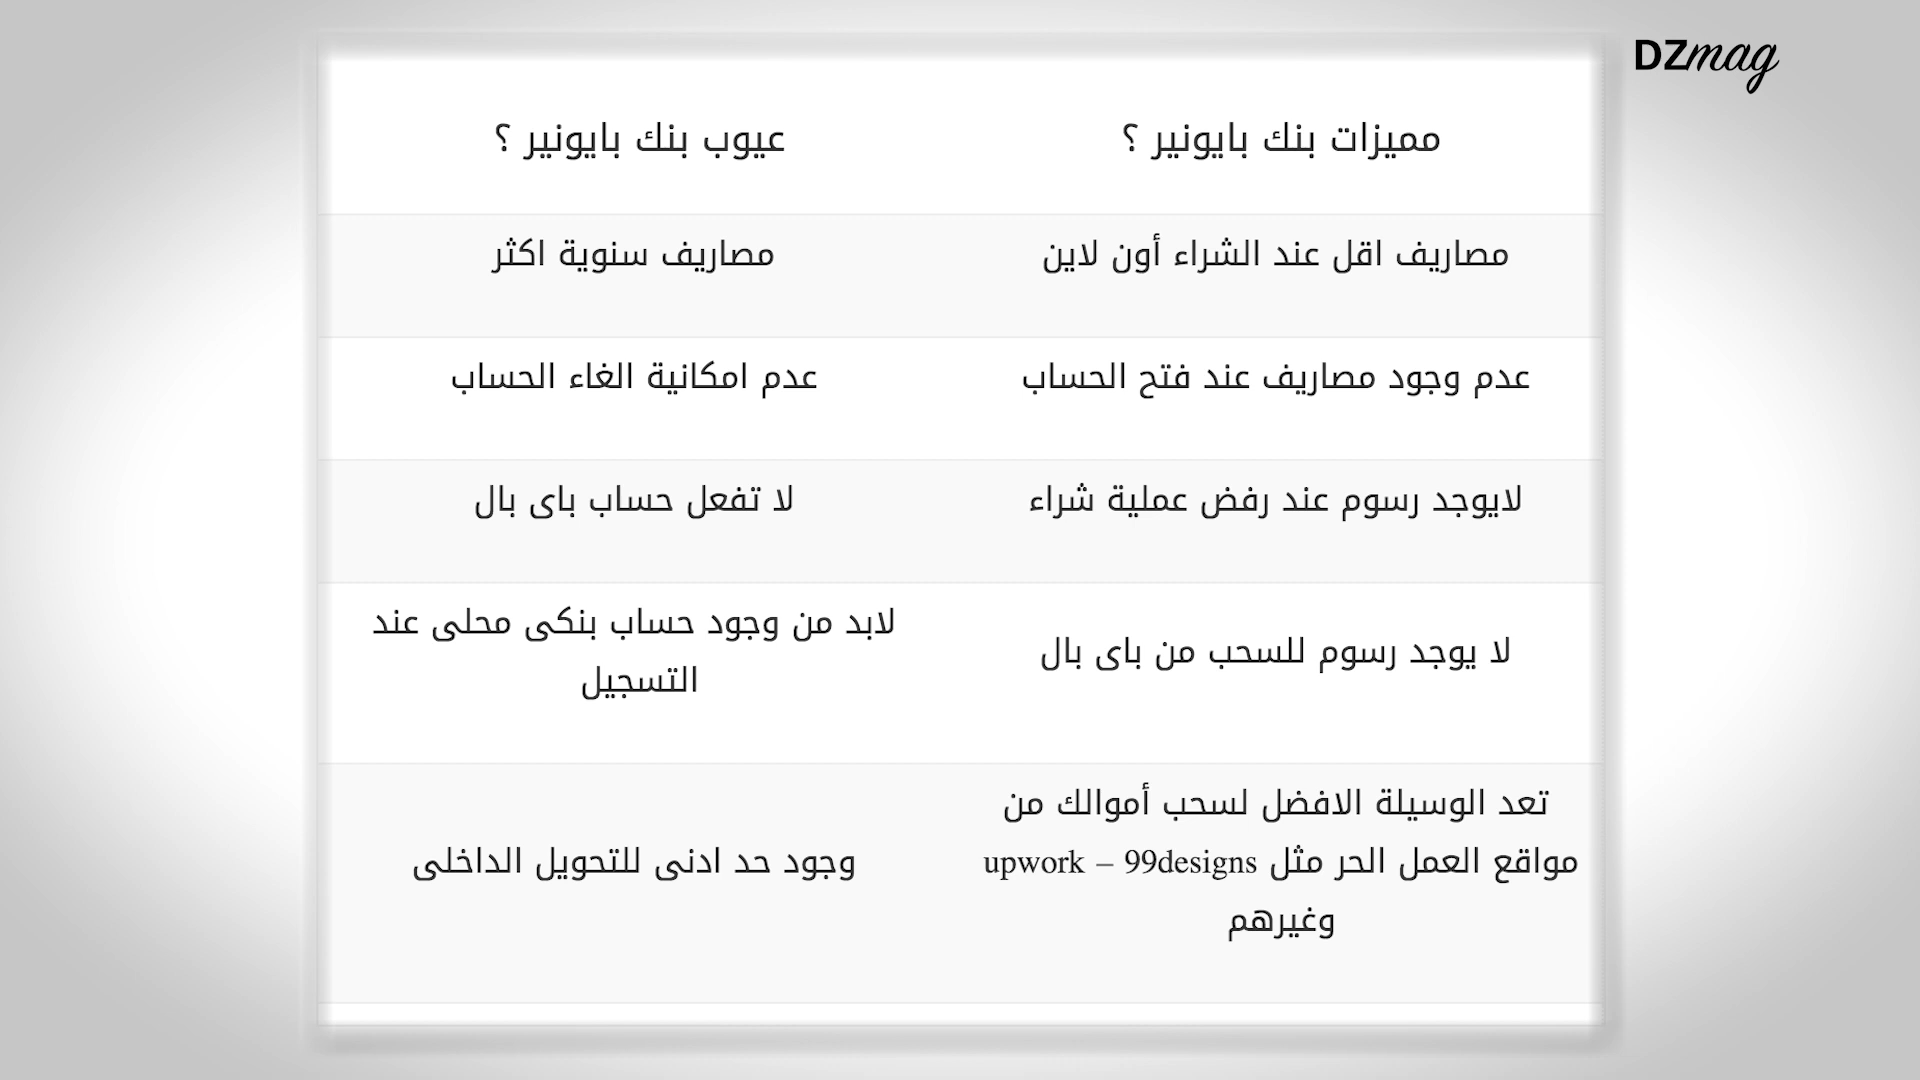 DZmag
مميزات بنك بايونير ؟
عيوب بنك بايونير ؟
مصاريف اقل عند الشراء أون لاين
مصاريف سنوية اكثر
عدم وجود مصاريف عند فتح الحساب
عدم امكانية الغاء الحساب
لايوجد رسوم عند رفض عملية شراء
لا تفعل حساب باى بال
لا يوجد رسوم للسحب من باى بال
لابد من وجود حساب بنكى محلى عند
التسجيل
تعد الوسيلة الافضل لسحب أموالك من
مواقع العمل الحر مثل upwork – 99designs
وغيرهم
وجود حد ادنى للتحويل الداخلى